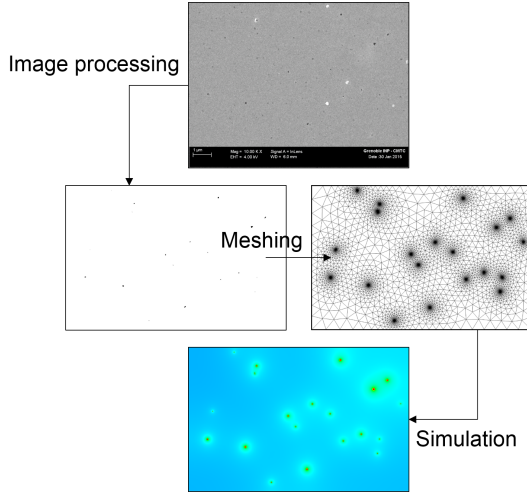 Image processing
1 µm
Mag = 10.00 K X
Signal A = InLens
Grenoble INP - CMTC
EHT = 4.00 kV
WD = 6.0 mm
Date :30 Jan 2015
Meshing
Simulation